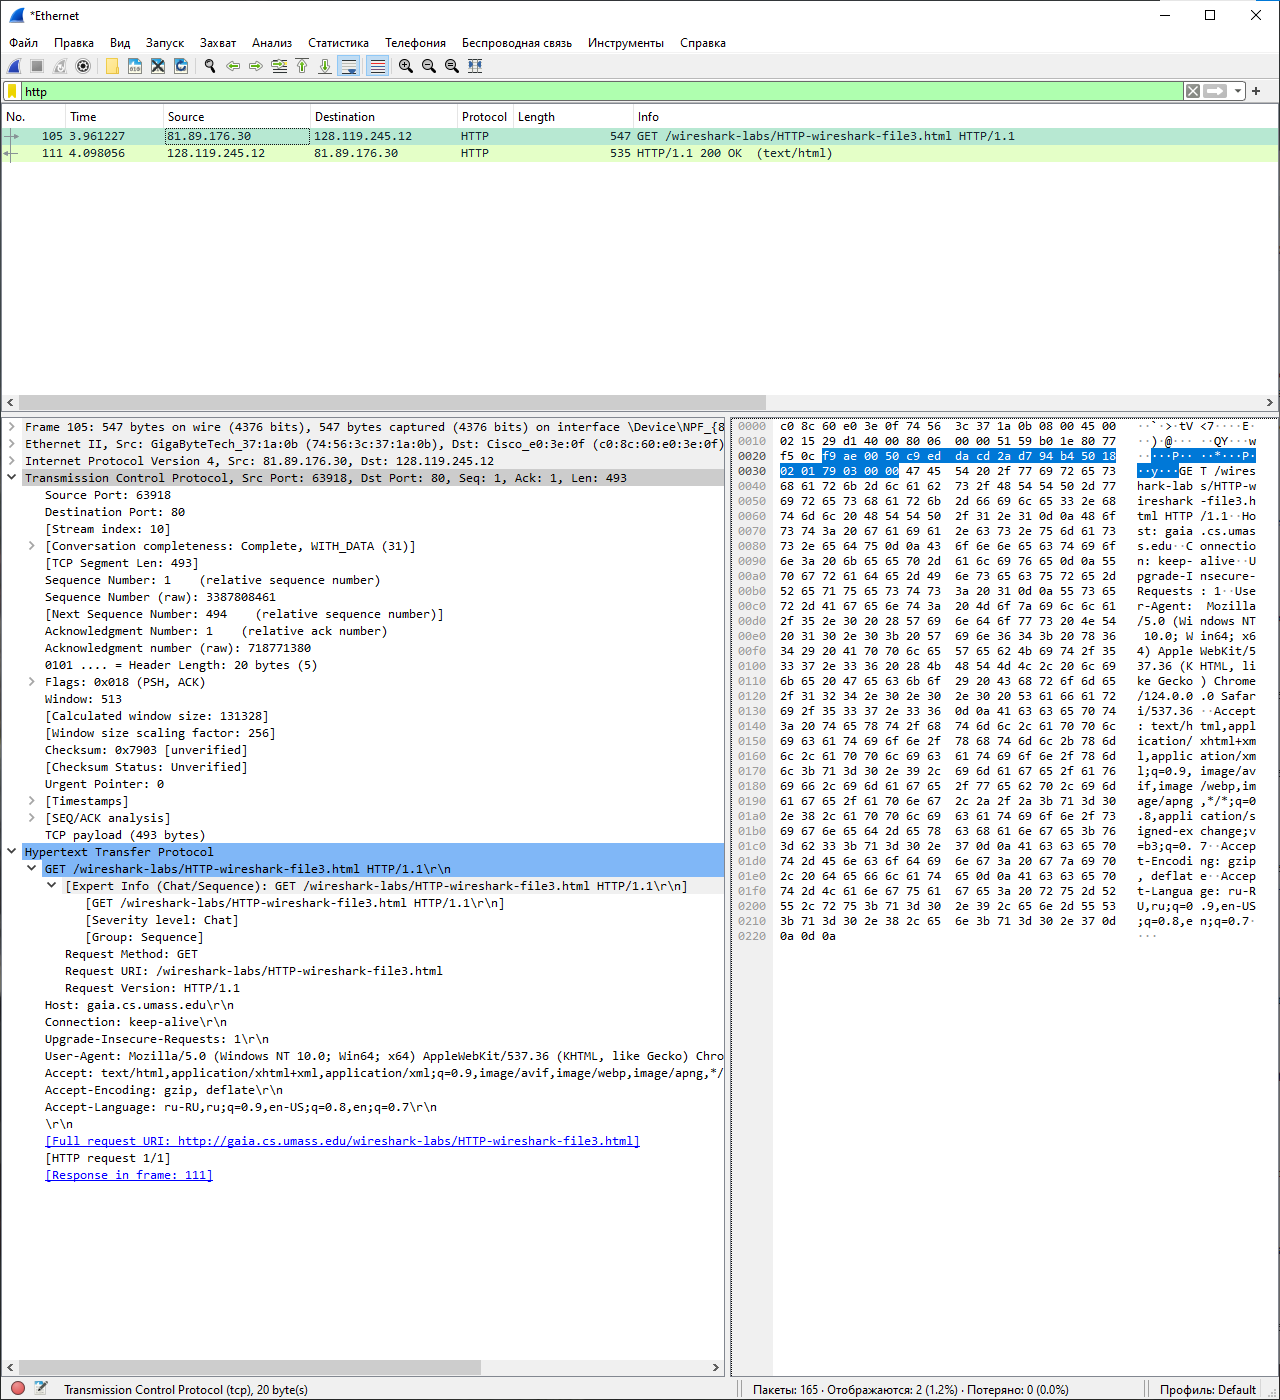 *Ethernet
Файл Правка Вид Запуск Захват Анализ Статистика Телефония Беспроводная связь Инструменты Справка
http
No. Time Source Destination Protocol Length Info
105 3.961227 81.89.176.30 128.119.245.12 HTTP 547 GET /wireshark-labs/HTTP-wireshark-file3.html HTTP/1.1
111 4.098056 128.119.245.12 81.89.176.30 HTTP 535 HTTP/1.1 200 OK  (text/html)
Frame 105: 547 bytes on wire (4376 bits), 547 bytes captured (4376 bits) on interface \Device\NPF_{8
Ethernet II, Src: GigaByteTech_37:1a:0b (74:56:3c:37:1a:0b), Dst: Cisco_e0:3e:0f (c0:8c:60:e0:3e:0f)
Internet Protocol Version 4, Src: 81.89.176.30, Dst: 128.119.245.12
Transmission Control Protocol, Src Port: 63918, Dst Port: 80, Seq: 1, Ack: 1, Len: 493
Source Port: 63918
Destination Port: 80
[Stream index: 10]
[Conversation completeness: Complete, WITH_DATA (31)]
[TCP Segment Len: 493]
Sequence Number: 1    (relative sequence number)
Sequence Number (raw): 3387808461
[Next Sequence Number: 494    (relative sequence number)]
Acknowledgment Number: 1    (relative ack number)
Acknowledgment number (raw): 718771380
0101 .... = Header Length: 20 bytes (5)
Flags: 0x018 (PSH, ACK)
Window: 513
[Calculated window size: 131328]
[Window size scaling factor: 256]
Checksum: 0x7903 [unverified]
[Checksum Status: Unverified]
Urgent Pointer: 0
[Timestamps]
[SEQ/ACK analysis]
TCP payload (493 bytes)
Hypertext Transfer Protocol
GET /wireshark-labs/HTTP-wireshark-file3.html HTTP/1.1\r\n
[Expert Info (Chat/Sequence): GET /wireshark-labs/HTTP-wireshark-file3.html HTTP/1.1\r\n]
[GET /wireshark-labs/HTTP-wireshark-file3.html HTTP/1.1\r\n]
[Severity level: Chat]
[Group: Sequence]
Request Method: GET
Request URI: /wireshark-labs/HTTP-wireshark-file3.html
Request Version: HTTP/1.1
Host: gaia.cs.umass.edu\r\n
Connection: keep-alive\r\n
Upgrade-Insecure-Requests: 1\r\n
User-Agent: Mozilla/5.0 (Windows NT 10.0; Win64; x64) AppleWebKit/537.36 (KHTML, like Gecko) Chro
Accept: text/html,application/xhtml+xml,application/xml;q=0.9,image/avif,image/webp,image/apng,*/
Accept-Encoding: gzip, deflate\r\n
Accept-Language: ru-RU,ru;q=0.9,en-US;q=0.8,en;q=0.7\r\n
\r\n
[Full request URI: http://gaia.cs.umass.edu/wireshark-labs/HTTP-wireshark-file3.html]
[HTTP request 1/1]
[Response in frame: 111]
0000 c0 8c 60 e0 3e 0f 74 56 3c 37 1a 0b 08 00 45 00 ··`·>·tV <7····E·
0010 02 15 29 d1 40 00 80 06 00 00 51 59 b0 1e 80 77 ··)·@··· ··QY···w
0020 f5 0c f9 ae 00 50 c9 ed da cd 2a d7 94 b4 50 18 ·····P·· ··*···P·
0030 02 01 79 03 00 00 47 45 54 20 2f 77 69 72 65 73 ··y···GE T /wires
0040 68 61 72 6b 2d 6c 61 62 73 2f 48 54 54 50 2d 77 hark-lab s/HTTP-w
0050 69 72 65 73 68 61 72 6b 2d 66 69 6c 65 33 2e 68 ireshark -file3.h
0060 74 6d 6c 20 48 54 54 50 2f 31 2e 31 0d 0a 48 6f tml HTTP /1.1··Ho
0070 73 74 3a 20 67 61 69 61 2e 63 73 2e 75 6d 61 73 st: gaia .cs.umas
0080 73 2e 65 64 75 0d 0a 43 6f 6e 6e 65 63 74 69 6f s.edu··C onnectio
0090 6e 3a 20 6b 65 65 70 2d 61 6c 69 76 65 0d 0a 55 n: keep- alive··U
00a0 70 67 72 61 64 65 2d 49 6e 73 65 63 75 72 65 2d pgrade-I nsecure-
00b0 52 65 71 75 65 73 74 73 3a 20 31 0d 0a 55 73 65 Requests : 1··Use
00c0 72 2d 41 67 65 6e 74 3a 20 4d 6f 7a 69 6c 6c 61 r-Agent:  Mozilla
00d0 2f 35 2e 30 20 28 57 69 6e 64 6f 77 73 20 4e 54 /5.0 (Wi ndows NT
00e0 20 31 30 2e 30 3b 20 57 69 6e 36 34 3b 20 78 36  10.0; W in64; x6
00f0 34 29 20 41 70 70 6c 65 57 65 62 4b 69 74 2f 35 4) Apple WebKit/5
0100 33 37 2e 33 36 20 28 4b 48 54 4d 4c 2c 20 6c 69 37.36 (K HTML, li
0110 6b 65 20 47 65 63 6b 6f 29 20 43 68 72 6f 6d 65 ke Gecko ) Chrome
0120 2f 31 32 34 2e 30 2e 30 2e 30 20 53 61 66 61 72 /124.0.0 .0 Safar
0130 69 2f 35 33 37 2e 33 36 0d 0a 41 63 63 65 70 74 i/537.36 ··Accept
0140 3a 20 74 65 78 74 2f 68 74 6d 6c 2c 61 70 70 6c : text/h tml,appl
0150 69 63 61 74 69 6f 6e 2f 78 68 74 6d 6c 2b 78 6d ication/ xhtml+xm
0160 6c 2c 61 70 70 6c 69 63 61 74 69 6f 6e 2f 78 6d l,applic ation/xm
0170 6c 3b 71 3d 30 2e 39 2c 69 6d 61 67 65 2f 61 76 l;q=0.9, image/av
0180 69 66 2c 69 6d 61 67 65 2f 77 65 62 70 2c 69 6d if,image /webp,im
0190 61 67 65 2f 61 70 6e 67 2c 2a 2f 2a 3b 71 3d 30 age/apng ,*/*;q=0
01a0 2e 38 2c 61 70 70 6c 69 63 61 74 69 6f 6e 2f 73 .8,appli cation/s
01b0 69 67 6e 65 64 2d 65 78 63 68 61 6e 67 65 3b 76 igned-ex change;v
01c0 3d 62 33 3b 71 3d 30 2e 37 0d 0a 41 63 63 65 70 =b3;q=0. 7··Accep
01d0 74 2d 45 6e 63 6f 64 69 6e 67 3a 20 67 7a 69 70 t-Encodi ng: gzip
01e0 2c 20 64 65 66 6c 61 74 65 0d 0a 41 63 63 65 70 , deflat e··Accep
01f0 74 2d 4c 61 6e 67 75 61 67 65 3a 20 72 75 2d 52 t-Langua ge: ru-R
0200 55 2c 72 75 3b 71 3d 30 2e 39 2c 65 6e 2d 55 53 U,ru;q=0 .9,en-US
0210 3b 71 3d 30 2e 38 2c 65 6e 3b 71 3d 30 2e 37 0d ;q=0.8,e n;q=0.7·
0220 0a 0d 0a ···
Transmission Control Protocol (tcp), 20 byte(s) Пакеты: 165 · Отображаются: 2 (1.2%) · Потеряно: 0 (0.0%) Профиль: Default